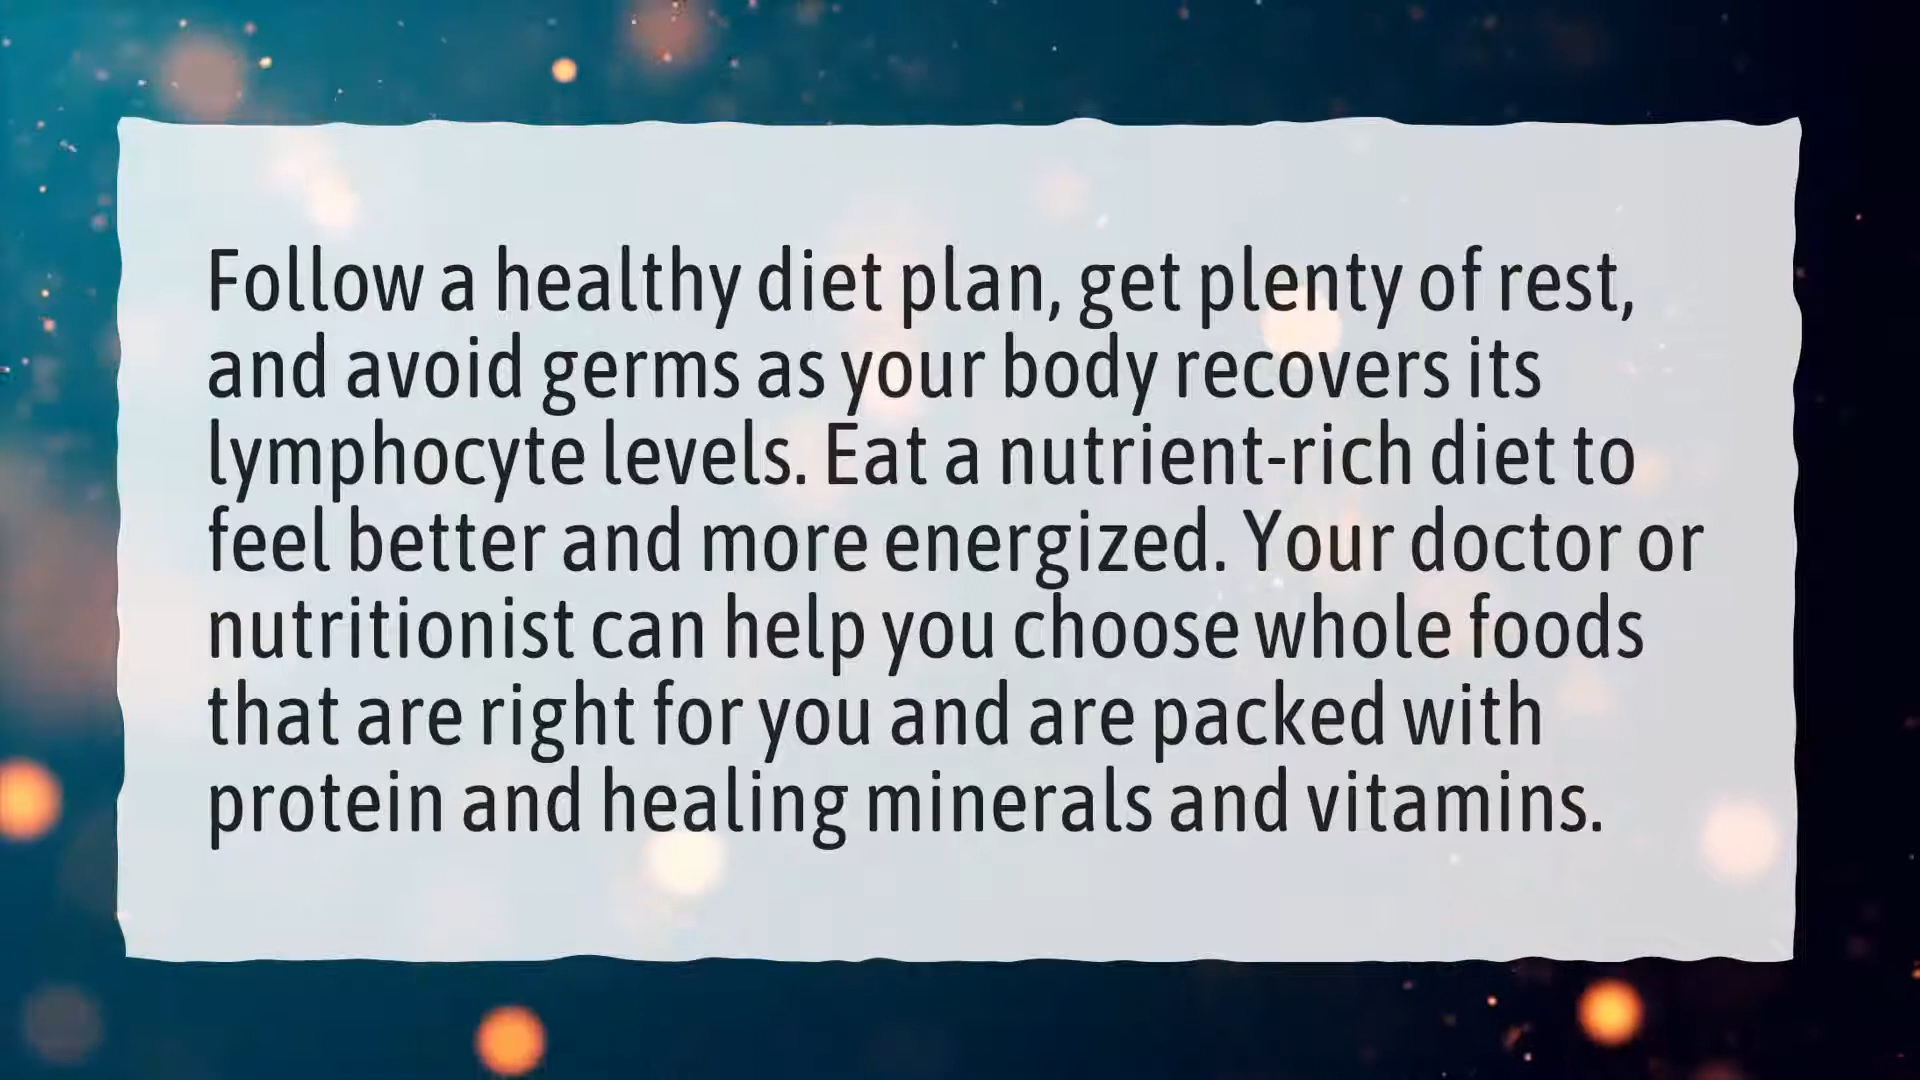 Follow a healthy diet plan, get plenty of rest,
and avoid germs as your body recovers its
lymphocyte levels. Eat a nutrient-rich diet to
feel better and more energized. Your doctor or
nutritionist can help you choose whole foods
that are right for you and are packed with
protein and healing minerals and vitamins.